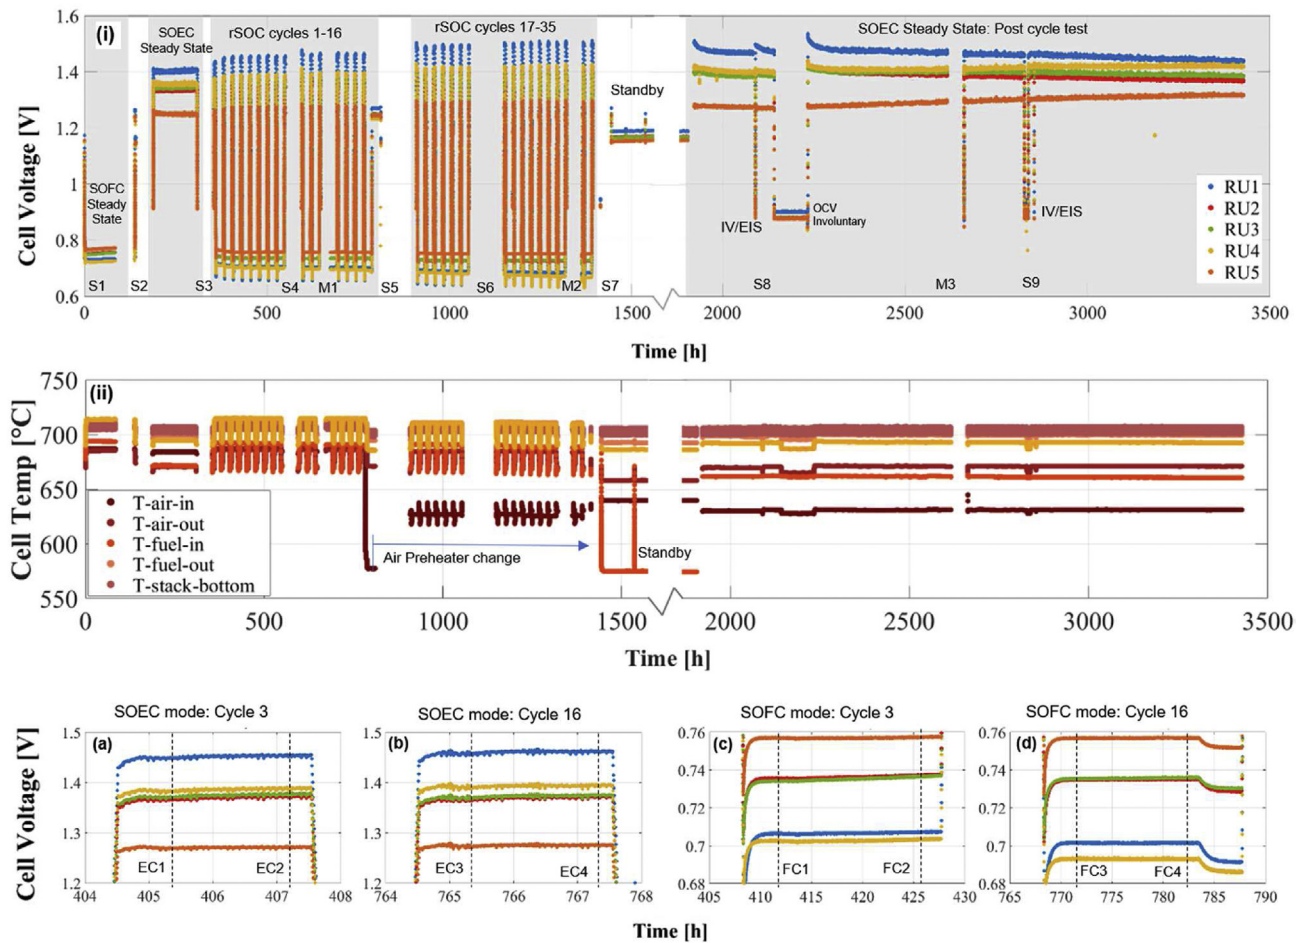 (i)
SOEC
Steady State
rSOC cycles 1-16
rSOC cycles 17-35
SOEC Steady State: Post cycle test
SOFC
Steady
State
Standby
IV/EIS
OCV
Involuntary
IV/EIS
RU1
RU2
RU3
RU4
RU5
S1 S2 S3 S4 M1 S5 S6 M2 S7 S8 M3 S9
Cell Voltage [V]
1.6
1.4
1.2
1
0.8
0.6
0 500 1000 1500 2000 2500 3000 3500
Time [h]
(ii)
Cell Temp [°C]
750
700
650
600
550
T-air-in
T-air-out
T-fuel-in
T-fuel-out
T-stack-bottom
Air Preheater change
Standby
0 500 1000 1500 2000 2500 3000 3500
Time [h]
SOEC mode: Cycle 3
(a)
Cell Voltage [V]
1.5
1.4
1.3
1.2
EC1 EC2
404 405 406 407 408
SOEC mode: Cycle 16
(b)
1.5
1.4
1.3
1.2
EC3 EC4
764 765 766 767 768
SOFC mode: Cycle 3
(c)
0.76
0.74
0.72
0.7
0.68
FC1 FC2
405 410 415 420 425 430
SOFC mode: Cycle 16
(d)
0.76
0.74
0.72
0.7
0.68
FC3 FC4
765 770 775 780 785 790
Time [h]